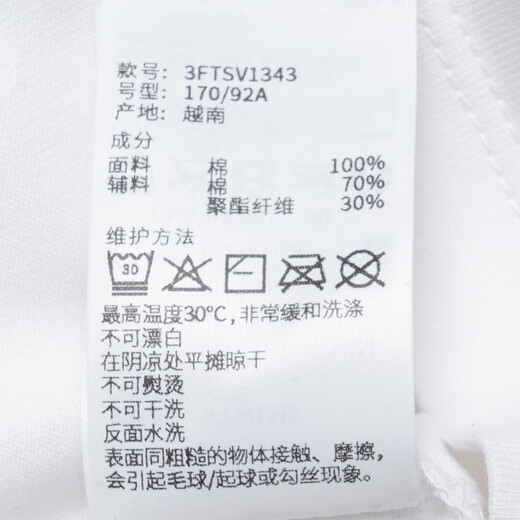 款号: 3FTSV1343
号型: 170/92A
产地: 越南
成分
面料 棉 100%
辅料 棉 70%
聚酯纤维 30%
维护方法
30
最高温度30°C, 非常缓和洗涤
不可漂白
在阴凉处平摊晾干
不可熨烫
不可干洗
反面水洗
表面同粗糙的物体接触、摩擦,
会引起毛球/起球或勾丝现象。